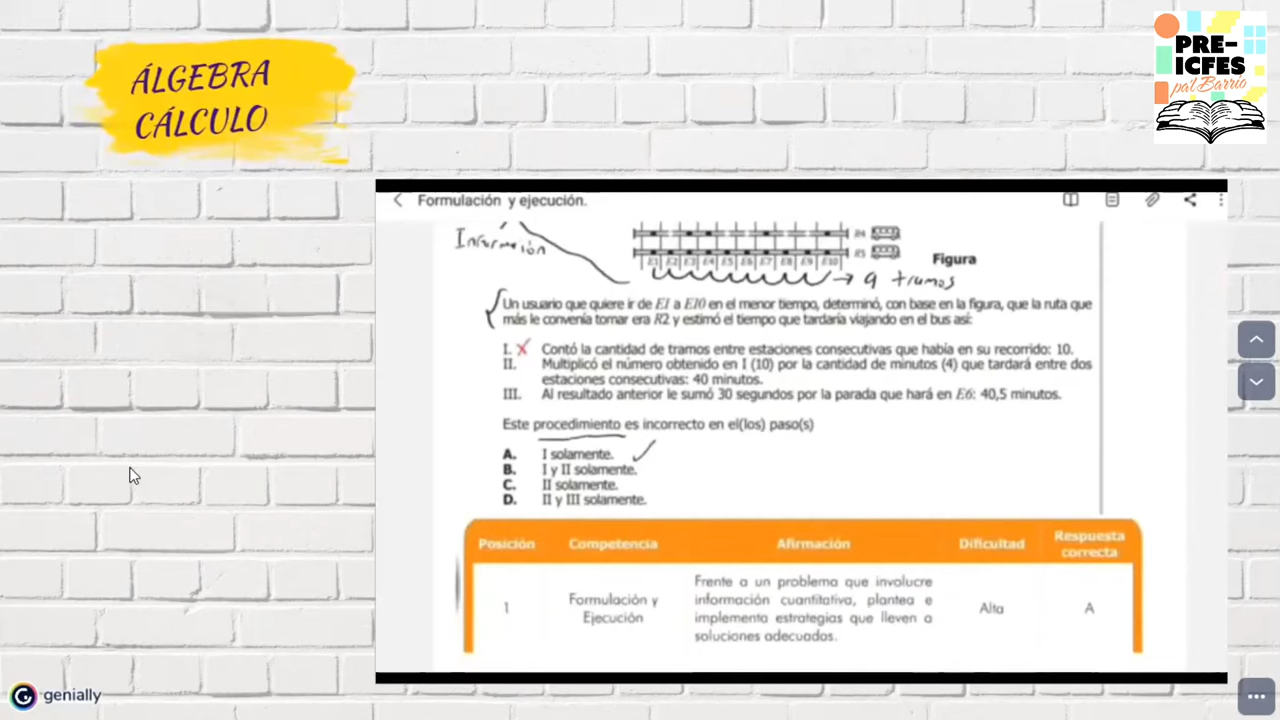 ÁLGEBRA
CÁLCULO
PRE-
ICFES
pa'l Barrio
Formulación y ejecución.
Información
R4
R5
E1 E2 E3 E4 E5 E6 E7 E8 E9 E10
Figura
→ 9 tramos
Un usuario que quiere ir de E1 a E10 en el menor tiempo, determinó, con base en la figura, que la ruta que
más le convenía tomar era R2 y estimó el tiempo que tardaría viajando en el bus así:
I. X Contó la cantidad de tramos entre estaciones consecutivas que había en su recorrido: 10.
II. Multiplicó el número obtenido en I (10) por la cantidad de minutos (4) que tardará entre dos
estaciones consecutivas: 40 minutos.
III. Al resultado anterior le sumó 30 segundos por la parada que hará en E6: 40,5 minutos.
Este procedimiento es incorrecto en el(los) paso(s)
A. I solamente. ✓
B. I y II solamente.
C. II solamente.
D. II y III solamente.
Posición Competencia Afirmación Dificultad Respuesta correcta
1 Formulación y Ejecución Frente a un problema que involucre información cuantitativa, plantea e implementa estrategias que lleven a soluciones adecuadas. Alta A
genially